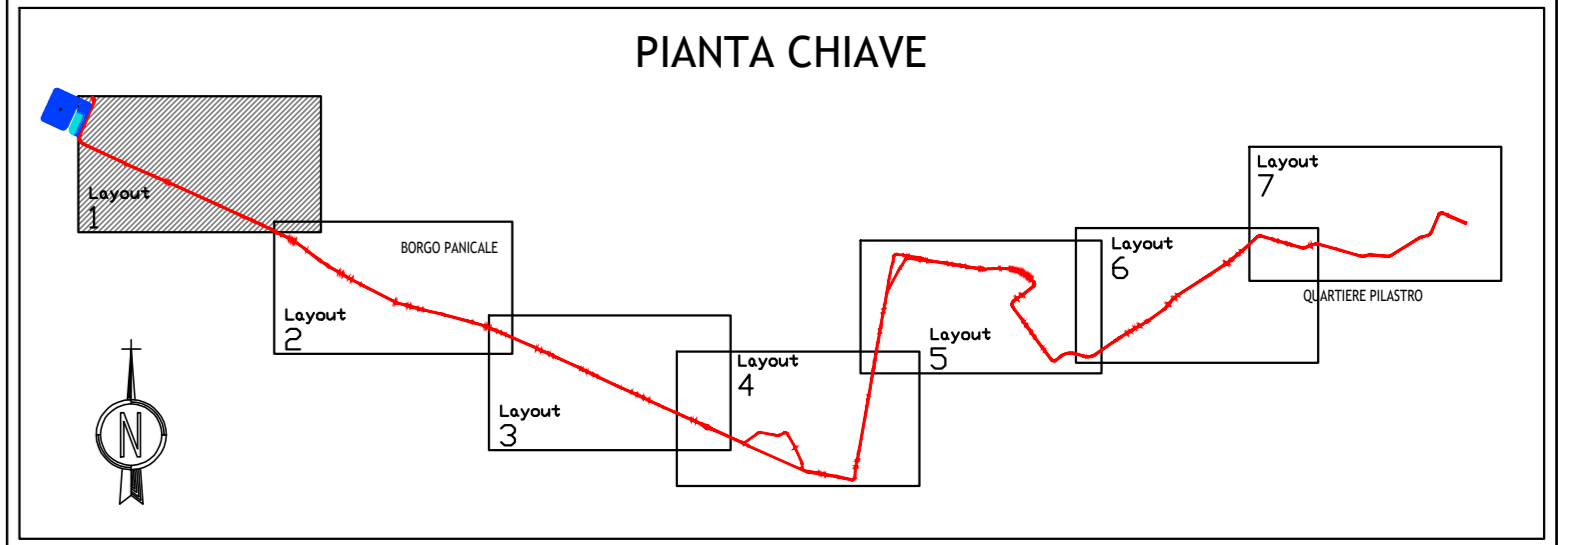 PIANTA CHIAVE
Layout
1
BORGO PANICALE
Layout
2
Layout
3
Layout
4
Layout
5
Layout
6
Layout
7
QUARTIERE PILASTRO
N